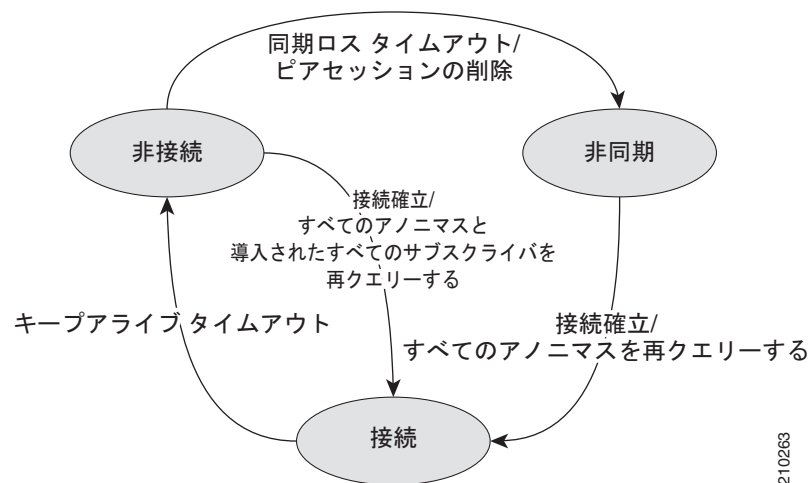 同期ロス タイムアウト/
ピアセッションの削除
非接続
非同期
接続確立/
すべてのアノニマスと
導入されたすべてのサブスクライバを
再クエリーする
キープアライブ タイムアウト
接続確立/
すべてのアノニマスを再クエリーする
接続
210263